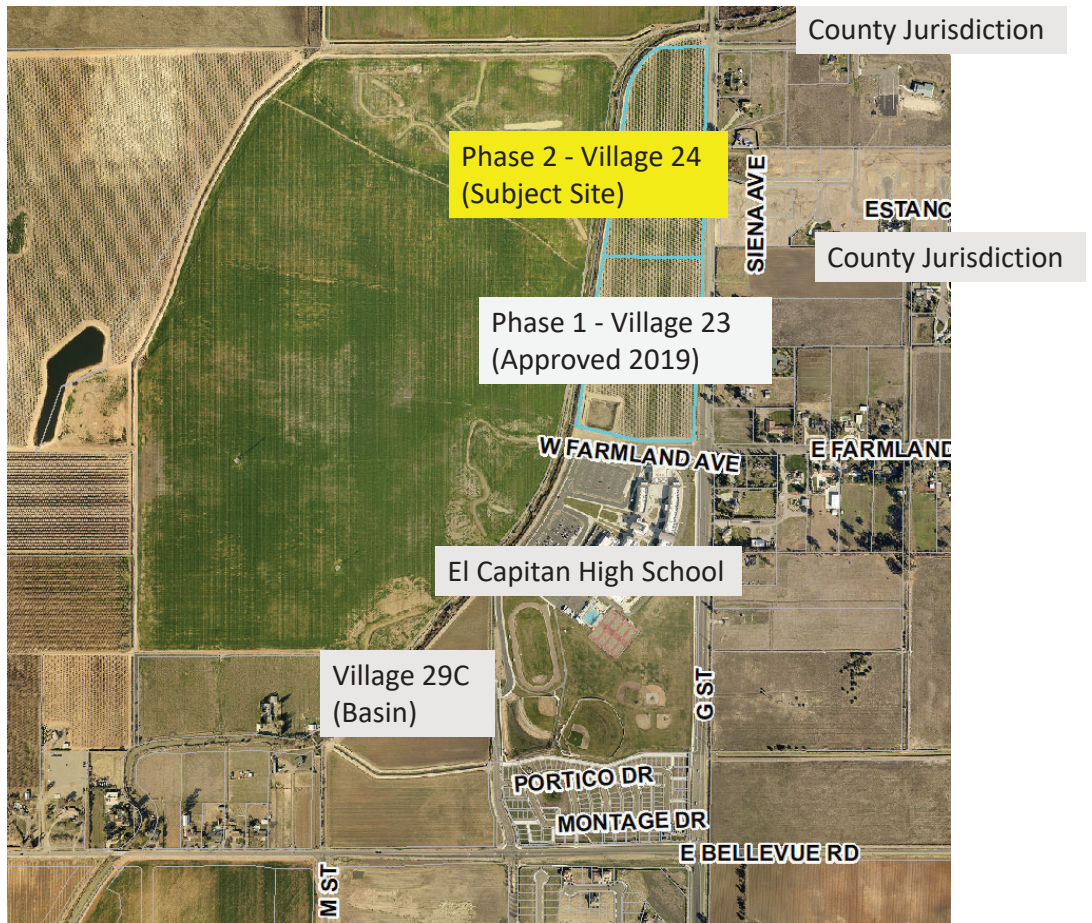 County Jurisdiction
Phase 2 - Village 24
(Subject Site)
SIENA AVE
ESTANC
County Jurisdiction
Phase 1 - Village 23
(Approved 2019)
W FARMLAND AVE
E FARMLAND
El Capitan High School
Village 29C
(Basin)
G ST
PORTICO DR
MONTAGE DR
E BELLEVUE RD
M ST